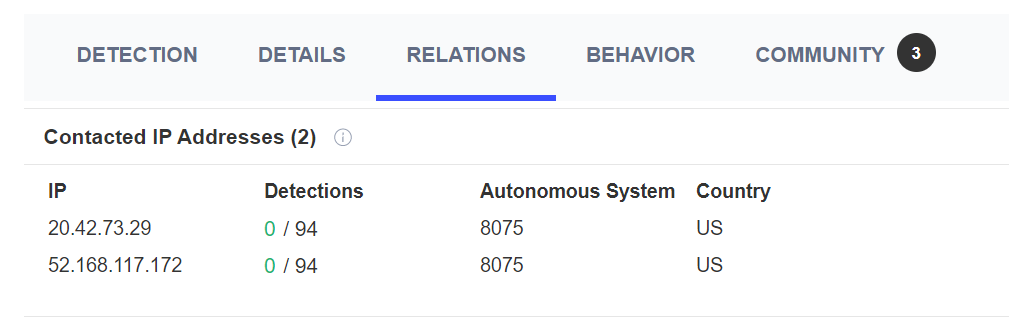 DETECTION DETAILS RELATIONS BEHAVIOR COMMUNITY 3
Contacted IP Addresses (2)
IP Detections Autonomous System Country
20.42.73.29 0 / 94 8075 US
52.168.117.172 0 / 94 8075 US